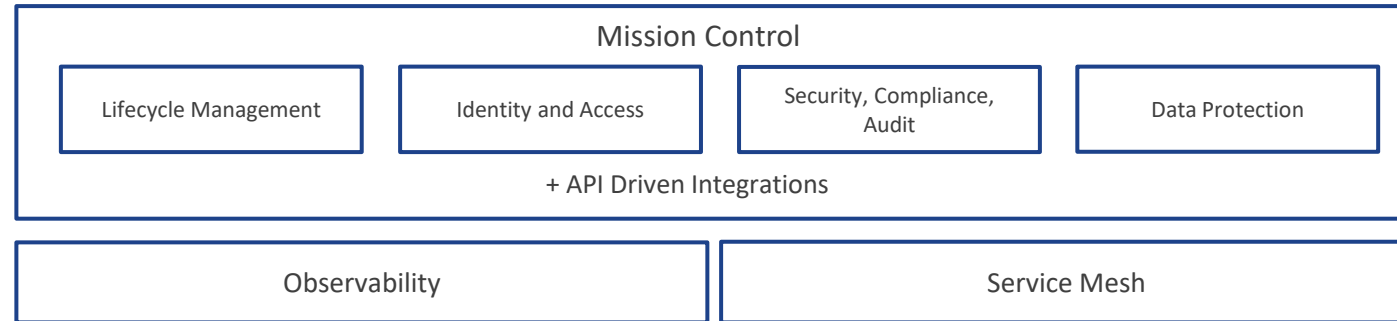 Mission Control
Lifecycle Management
Identity and Access
Security, Compliance,
Audit
Data Protection
+ API Driven Integrations
Observability
Service Mesh